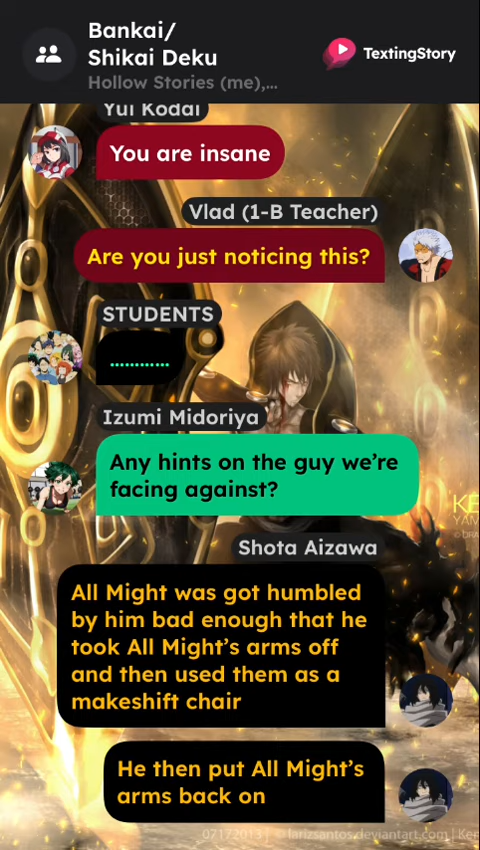 Bankai/
Shikai Deku
Hollow Stories (me),...
TextingStory
Yui Kodai
You are insane
Vlad (1-B Teacher)
Are you just noticing this?
STUDENTS
............
Izumi Midoriya
Any hints on the guy we're
facing against?
Shota Aizawa
All Might was got humbled
by him bad enough that he
took All Might's arms off
and then used them as a
makeshift chair
He then put All Might's
arms back on
07172013 | © larizsantos.deviantart.com | Ken